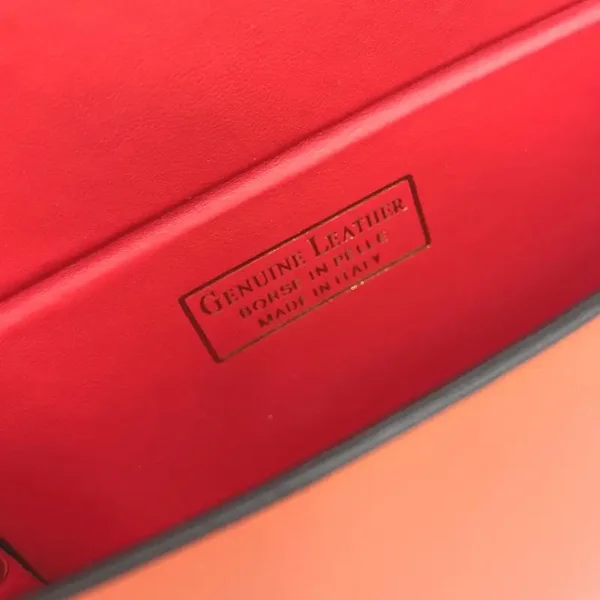 GENUINE LEATHER
BORSE IN PELLE
MADE IN ITALY